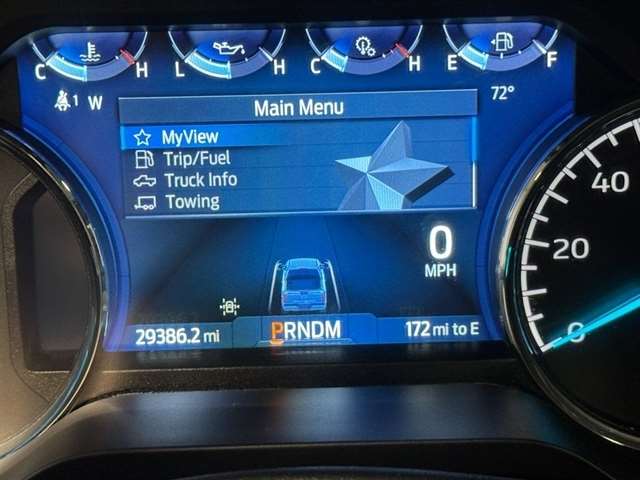 C H L H C H E F
1 W 72°
Main Menu
MyView
Trip/Fuel
Truck Info
Towing
0
MPH
29386.2 mi PRNDM 172 mi to E
40
20
0